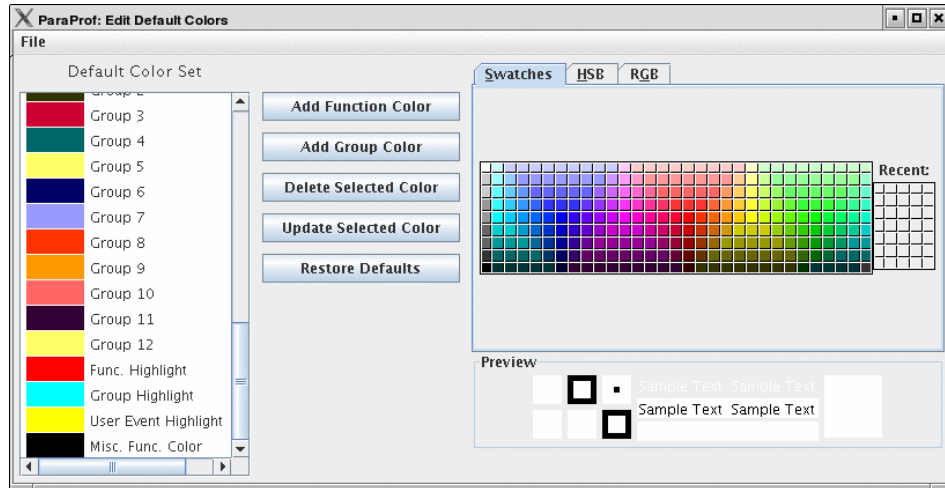 ParaProf: Edit Default Colors
File
Default Color Set
Group 2
Group 3
Group 4
Group 5
Group 6
Group 7
Group 8
Group 9
Group 10
Group 11
Group 12
Func. Highlight
Group Highlight
User Event Highlight
Misc. Func. Color
Add Function Color
Add Group Color
Delete Selected Color
Update Selected Color
Restore Defaults
Swatches HSB RGB
Recent:
Preview
Sample Text Sample Text
Sample Text Sample Text